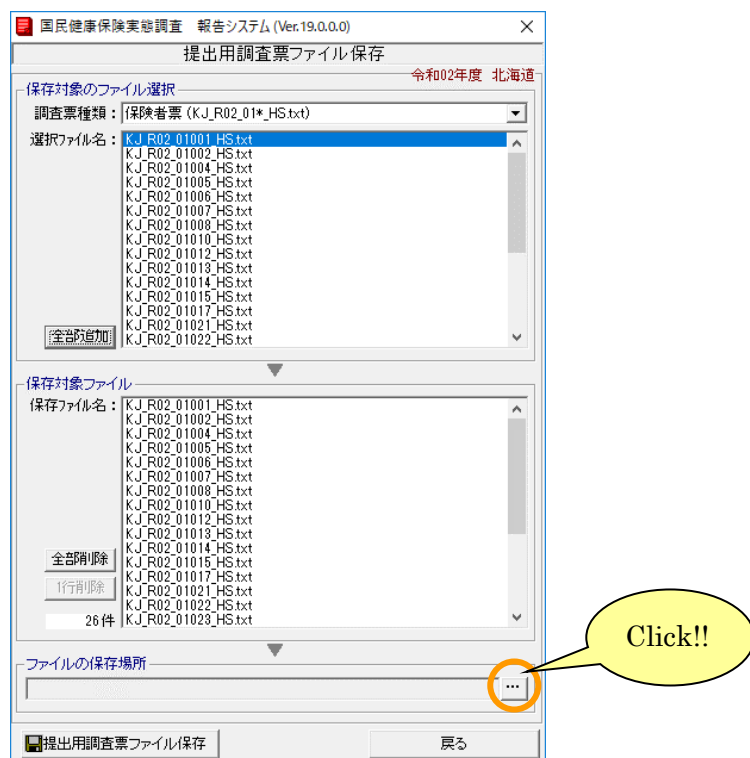 国民健康保険実態調査　報告システム (Ver.19.0.0.0)
提出用調査票ファイル保存
令和02年度 北海道
保存対象のファイル選択
調査票種類：
保険者票 (KJ_R02_01*_HS.txt)
選択ファイル名：
KJ_R02_01001_HS.txt
KJ_R02_01002_HS.txt
KJ_R02_01004_HS.txt
KJ_R02_01005_HS.txt
KJ_R02_01006_HS.txt
KJ_R02_01007_HS.txt
KJ_R02_01008_HS.txt
KJ_R02_01010_HS.txt
KJ_R02_01012_HS.txt
KJ_R02_01013_HS.txt
KJ_R02_01014_HS.txt
KJ_R02_01015_HS.txt
KJ_R02_01017_HS.txt
KJ_R02_01021_HS.txt
KJ_R02_01022_HS.txt
全部追加
保存対象ファイル
保存ファイル名：
KJ_R02_01001_HS.txt
KJ_R02_01002_HS.txt
KJ_R02_01004_HS.txt
KJ_R02_01005_HS.txt
KJ_R02_01006_HS.txt
KJ_R02_01007_HS.txt
KJ_R02_01008_HS.txt
KJ_R02_01010_HS.txt
KJ_R02_01012_HS.txt
KJ_R02_01013_HS.txt
KJ_R02_01014_HS.txt
KJ_R02_01015_HS.txt
KJ_R02_01017_HS.txt
KJ_R02_01021_HS.txt
KJ_R02_01022_HS.txt
KJ_R02_01023_HS.txt
全部削除
1行削除
26件
Click!!
ファイルの保存場所
...
提出用調査票ファイル保存
戻る